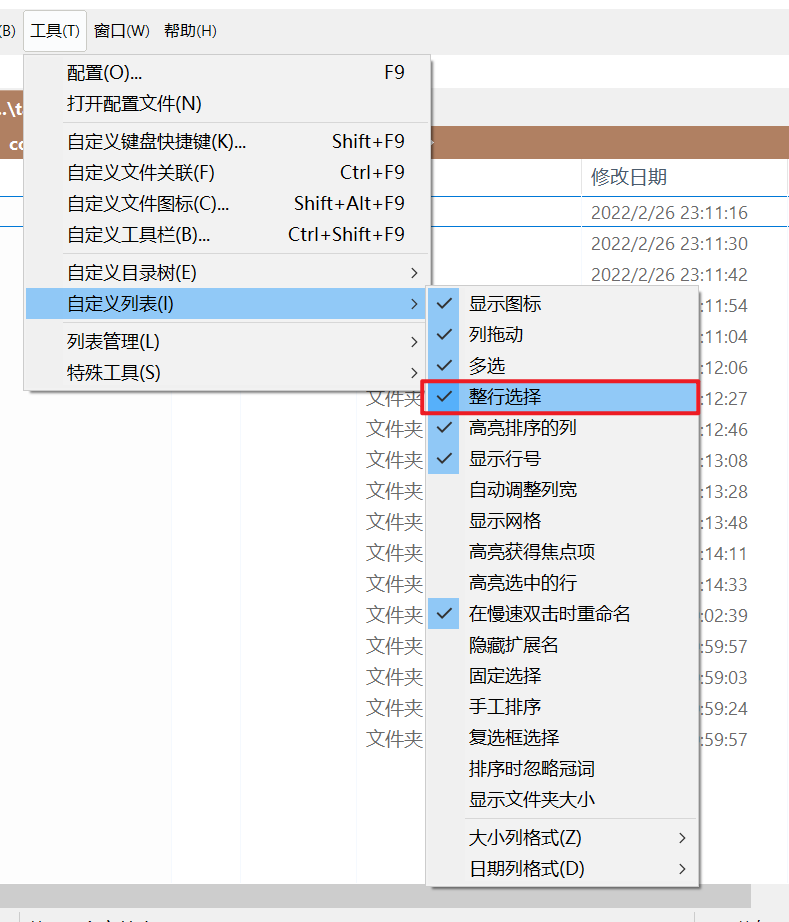 (B) 工具(T) 窗口(W) 帮助(H)
配置(O)... F9
打开配置文件(N)
..\t
自定义键盘快捷键(K)... Shift+F9
自定义文件关联(F) Ctrl+F9
修改日期
自定义文件图标(C)... Shift+Alt+F9
2022/2/26 23:11:16
自定义工具栏(B)... Ctrl+Shift+F9
2022/2/26 23:11:30
自定义目录树(E)
2022/2/26 23:11:42
自定义列表(I)
显示图标 :11:54
列拖动 :11:04
列表管理(L)
多选 :12:06
特殊工具(S)
文件夹 整行选择 :12:27
文件夹 高亮排序的列 :12:46
文件夹 显示行号 :13:08
文件夹 自动调整列宽 :13:28
文件夹 显示网格 :13:48
文件夹 高亮获得焦点项 :14:11
文件夹 高亮选中的行 :14:33
文件夹 在慢速双击时重命名 :02:39
文件夹 隐藏扩展名 :59:57
文件夹 固定选择 :59:03
文件夹 手工排序 :59:24
文件夹 复选框选择 :59:57
排序时忽略冠词
显示文件夹大小
大小列格式(Z)
日期列格式(D)